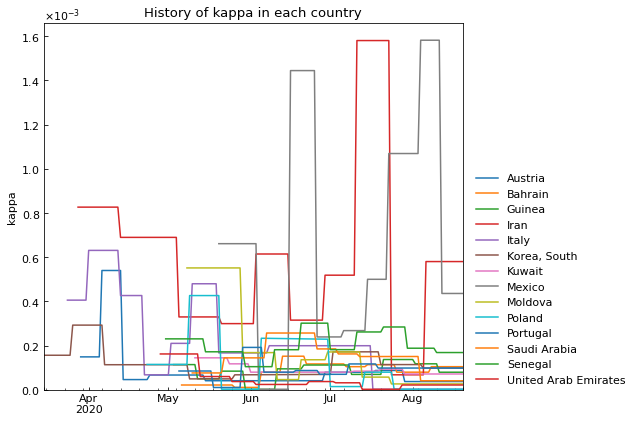 History of kappa in each country
×10⁻³
1.6
1.4
1.2
1.0
0.8
0.6
0.4
0.2
0.0
kappa
Apr
2020
May
Jun
Jul
Aug
Austria
Bahrain
Guinea
Iran
Italy
Korea, South
Kuwait
Mexico
Moldova
Poland
Portugal
Saudi Arabia
Senegal
United Arab Emirates